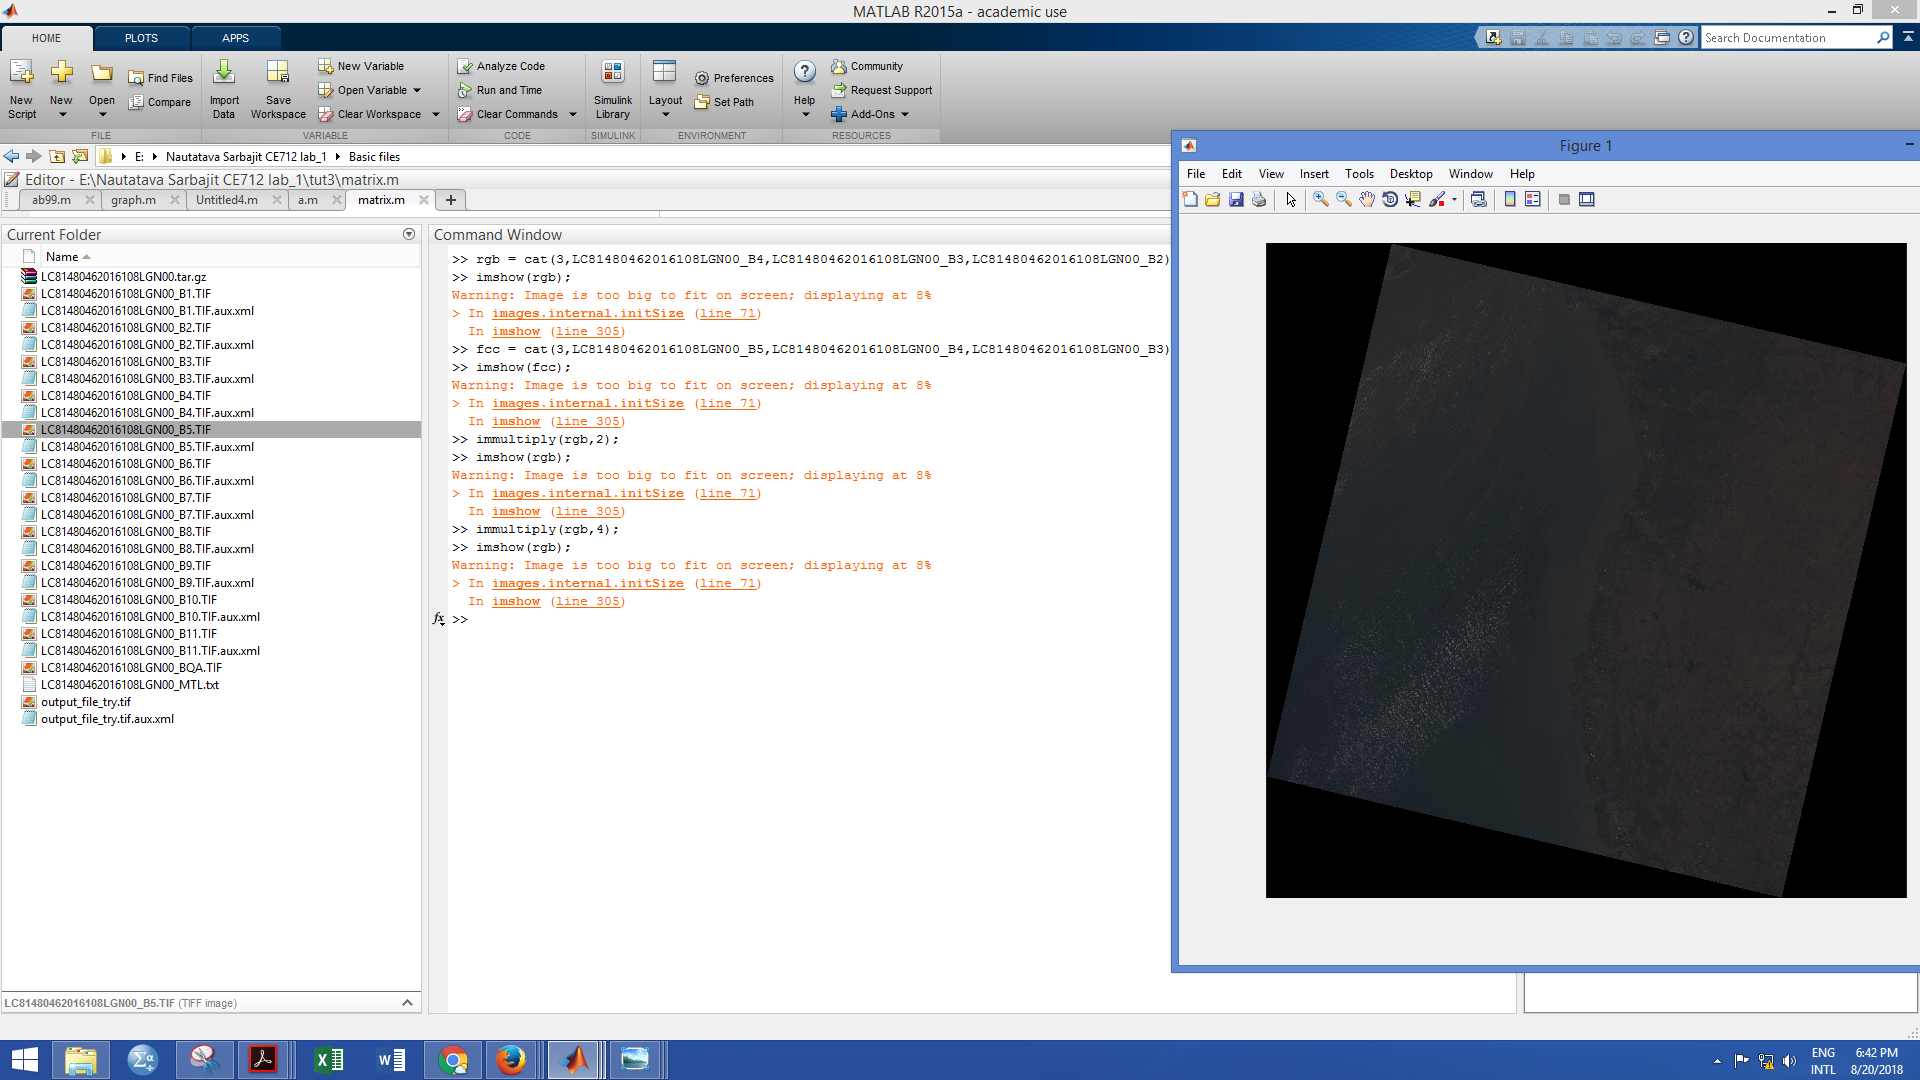 MATLAB R2015a - academic use
HOME
PLOTS
APPS
Search Documentation
New Script
New
Open
Find Files
Compare
Import Data
Save Workspace
New Variable
Open Variable
Clear Workspace
Analyze Code
Run and Time
Clear Commands
Simulink Library
Layout
Preferences
Set Path
Help
Community
Request Support
Add-Ons
FILE
VARIABLE
CODE
SIMULINK
ENVIRONMENT
RESOURCES
E: Nautatava Sarbajit CE712 lab_1 Basic files
Editor - E:\Nautatava Sarbajit CE712 lab_1\tut3\matrix.m
ab99.m
graph.m
Untitled4.m
a.m
matrix.m
Current Folder
Name
LC81480462016108LGN00.tar.gz
LC81480462016108LGN00_B1.TIF
LC81480462016108LGN00_B1.TIF.aux.xml
LC81480462016108LGN00_B2.TIF
LC81480462016108LGN00_B2.TIF.aux.xml
LC81480462016108LGN00_B3.TIF
LC81480462016108LGN00_B3.TIF.aux.xml
LC81480462016108LGN00_B4.TIF
LC81480462016108LGN00_B4.TIF.aux.xml
LC81480462016108LGN00_B5.TIF
LC81480462016108LGN00_B5.TIF.aux.xml
LC81480462016108LGN00_B6.TIF
LC81480462016108LGN00_B6.TIF.aux.xml
LC81480462016108LGN00_B7.TIF
LC81480462016108LGN00_B7.TIF.aux.xml
LC81480462016108LGN00_B8.TIF
LC81480462016108LGN00_B8.TIF.aux.xml
LC81480462016108LGN00_B9.TIF
LC81480462016108LGN00_B9.TIF.aux.xml
LC81480462016108LGN00_B10.TIF
LC81480462016108LGN00_B10.TIF.aux.xml
LC81480462016108LGN00_B11.TIF
LC81480462016108LGN00_B11.TIF.aux.xml
LC81480462016108LGN00_BQA.TIF
LC81480462016108LGN00_MTL.txt
output_file_try.tif
output_file_try.tif.aux.xml
LC81480462016108LGN00_B5.TIF (TIFF image)
Command Window
>> rgb = cat(3,LC81480462016108LGN00_B4,LC81480462016108LGN00_B3,LC81480462016108LGN00_B2)
>> imshow(rgb);
Warning: Image is too big to fit on screen; displaying at 8%
> In images.internal.initSize (line 71)
In imshow (line 305)
>> fcc = cat(3,LC81480462016108LGN00_B5,LC81480462016108LGN00_B4,LC81480462016108LGN00_B3)
>> imshow(fcc);
Warning: Image is too big to fit on screen; displaying at 8%
> In images.internal.initSize (line 71)
In imshow (line 305)
>> immultiply(rgb,2);
>> imshow(rgb);
Warning: Image is too big to fit on screen; displaying at 8%
> In images.internal.initSize (line 71)
In imshow (line 305)
>> immultiply(rgb,4);
>> imshow(rgb);
Warning: Image is too big to fit on screen; displaying at 8%
> In images.internal.initSize (line 71)
In imshow (line 305)
fx >>
Figure 1
File Edit View Insert Tools Desktop Window Help
ENG
INTL
6:42 PM
8/20/2018